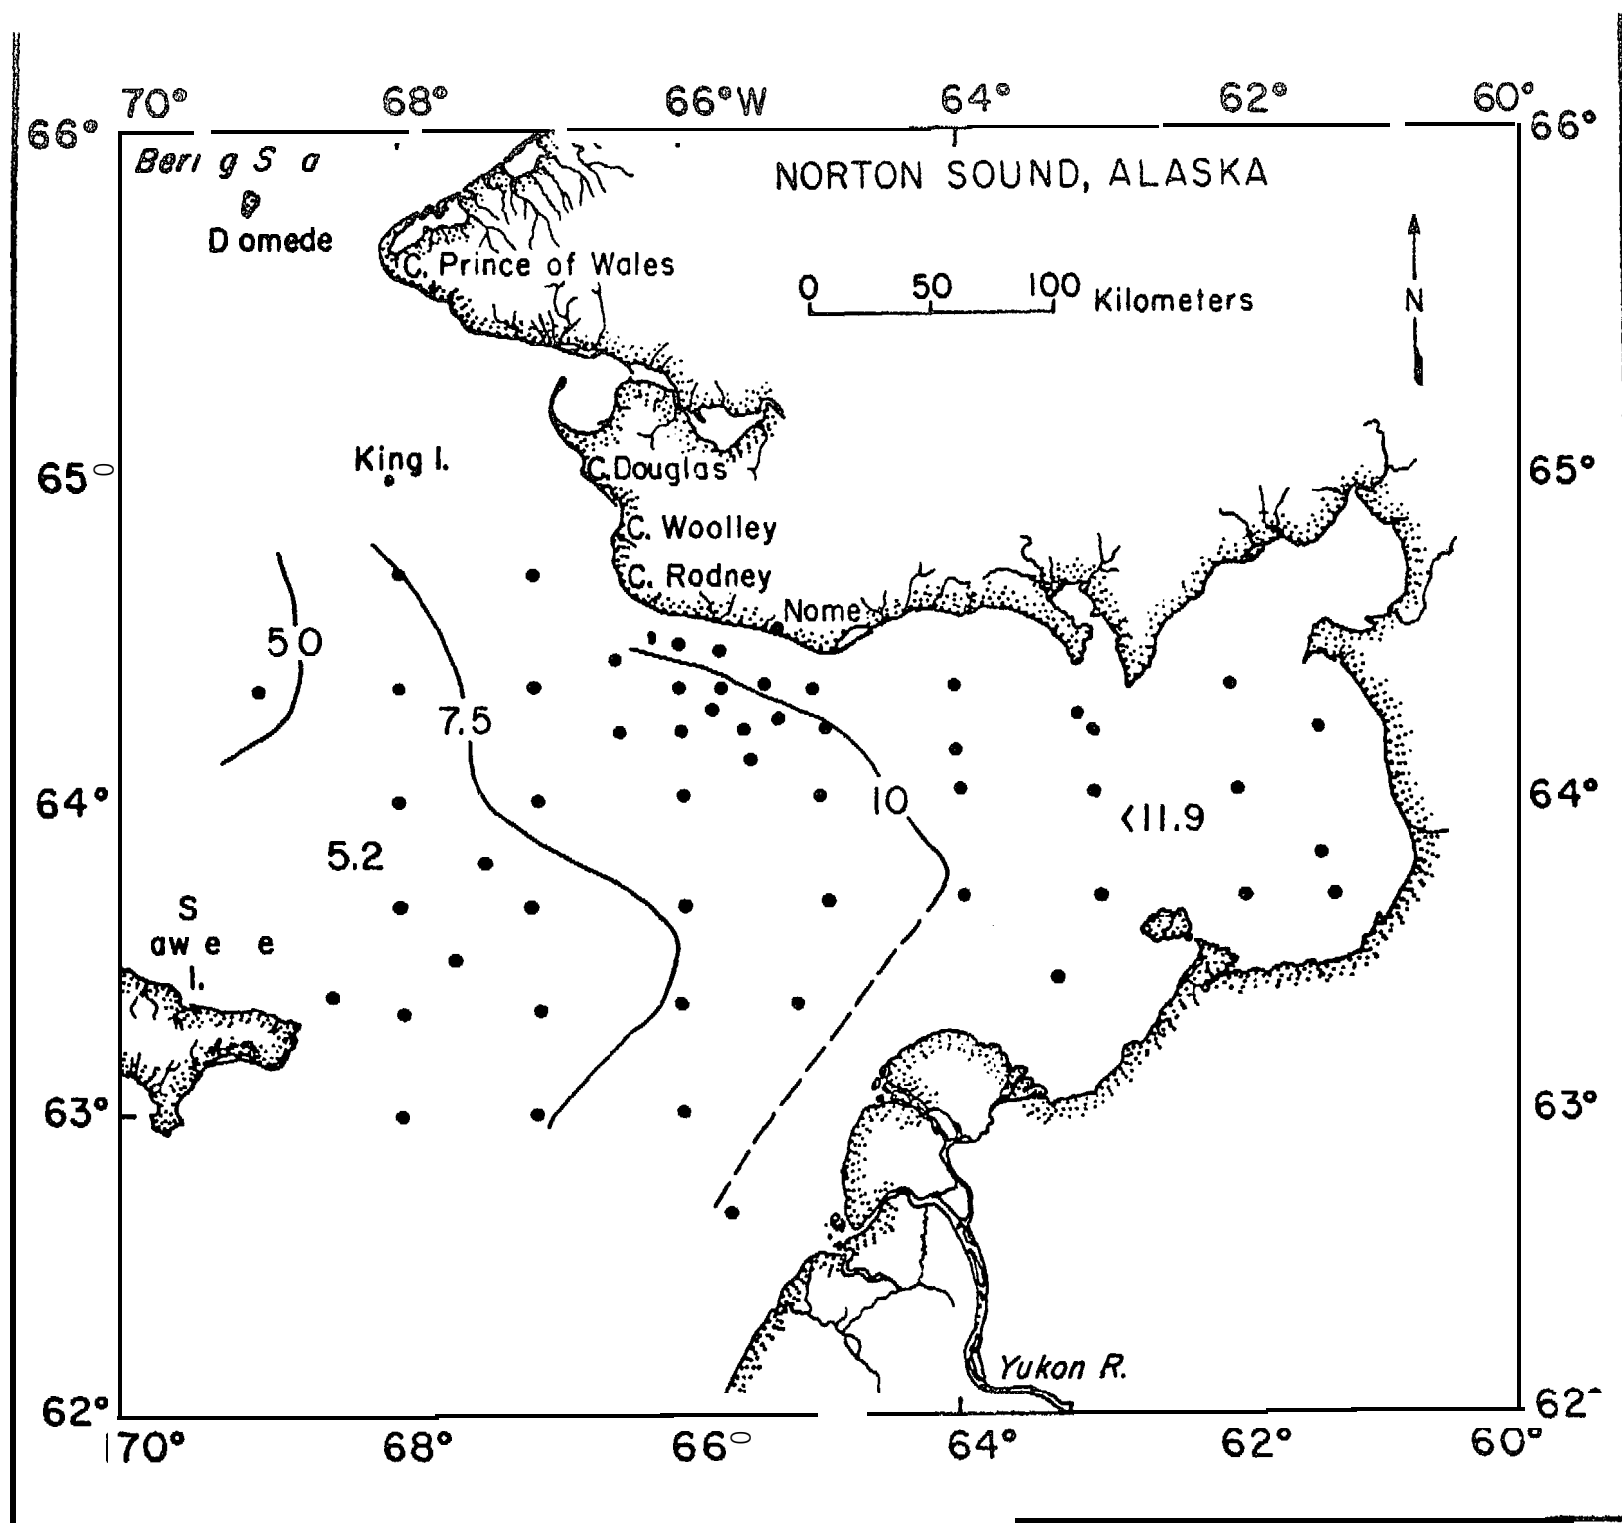 70° 68° 66°W 64° 62° 60°
66° 66°
Beri g S a
NORTON SOUND, ALASKA
D omede
C. Prince of Wales
0 50 100 Kilometers
N
65° 65°
King I.
C. Douglas
C. Woolley
C. Rodney
Nome
50
7.5
10
64° 64°
<11.9
5.2
S
aw e e
I.
63° 63°
Yukon R.
62° 62
170° 68° 66° 64° 62° 60°